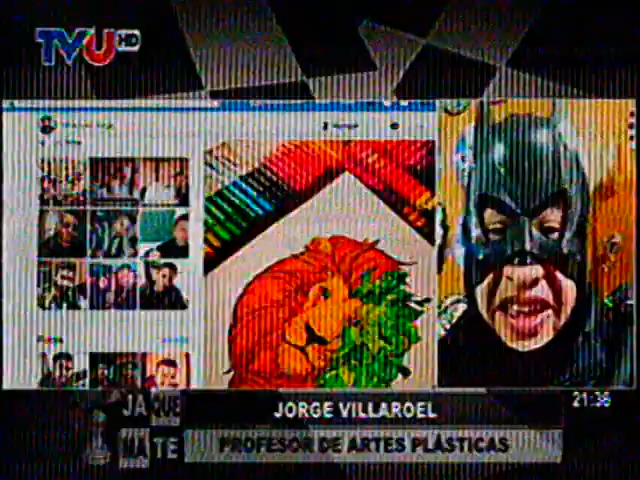 TVU HD
21:36
JAQUE
MATE
JORGE VILLAROEL
PROFESOR DE ARTES PLÁSTICAS